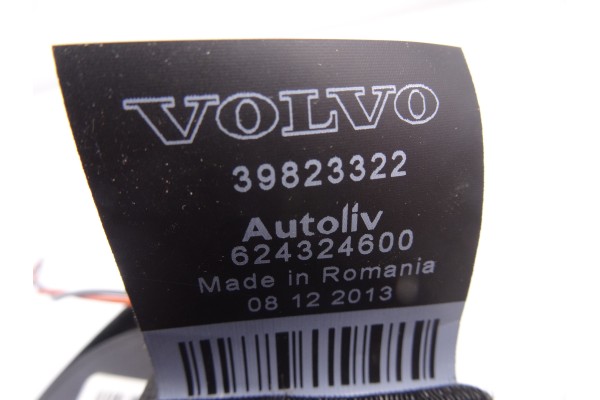 VOLVO
39823322
Autoliv
624324600
Made in Romania
08 12 2013